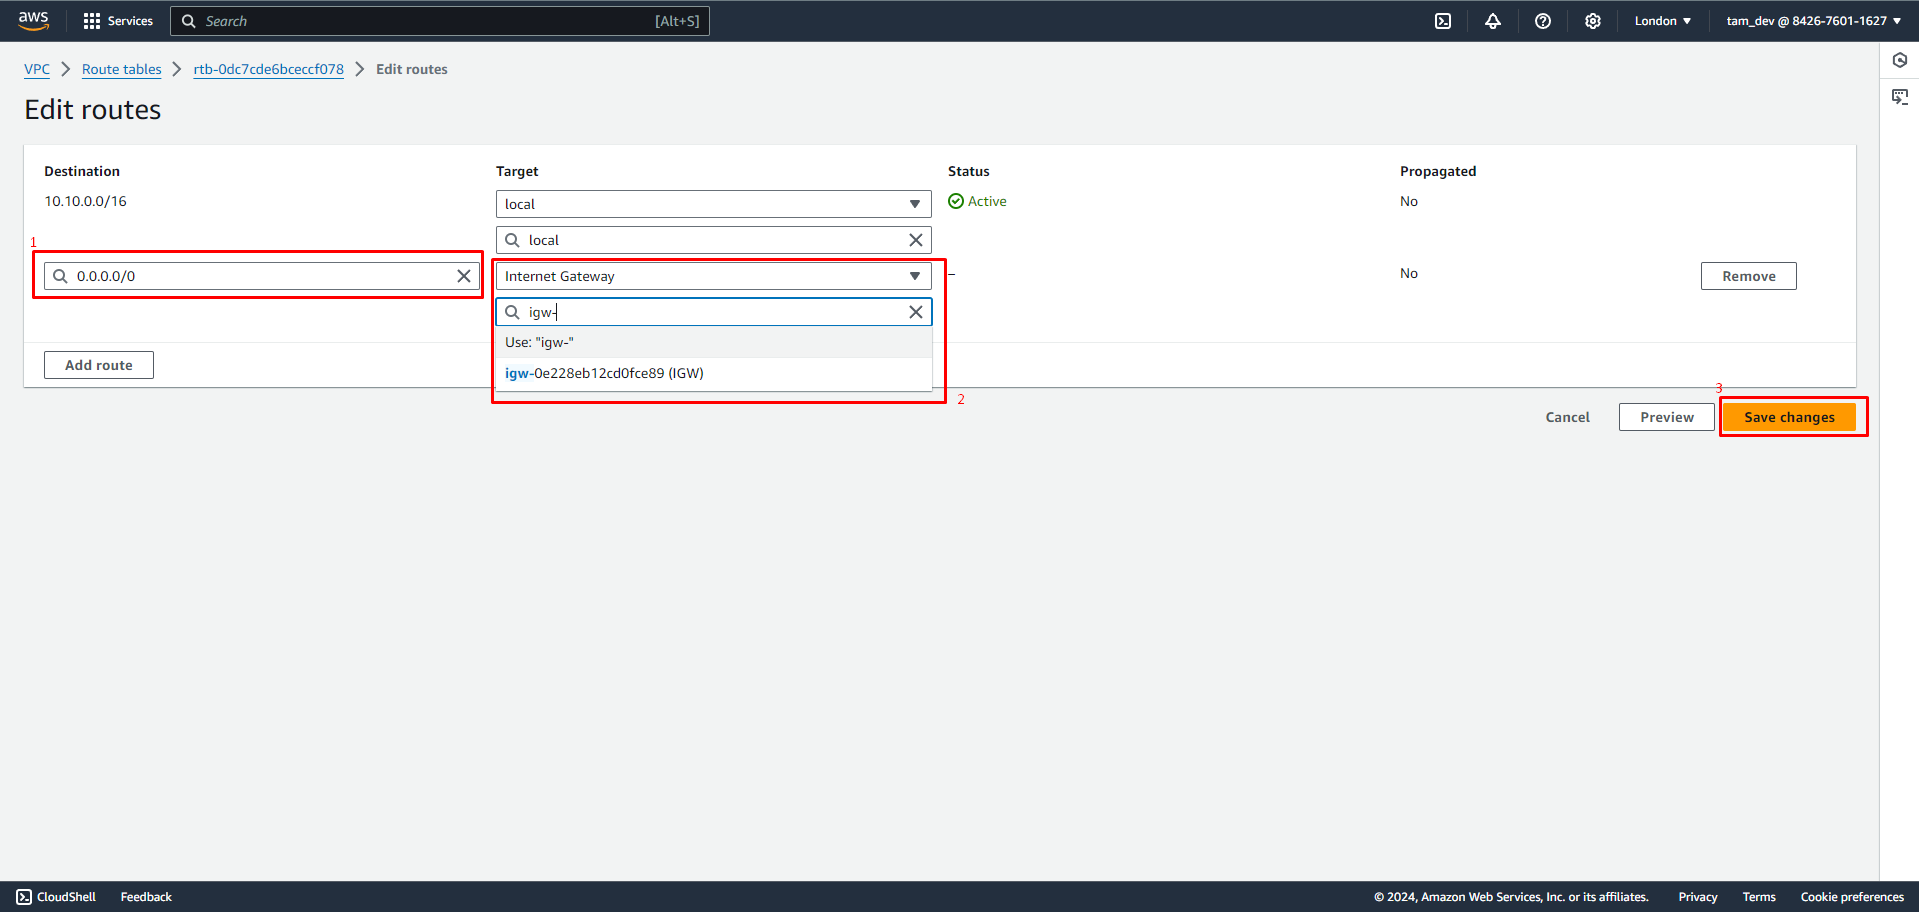 aws Services Search [Alt+S] London tam_dev @ 8426-7601-1627
VPC Route tables rtb-0dc7cde6bceccf078 Edit routes
Edit routes
Destination Target Status Propagated
10.10.0.0/16 local Active No
local
1
0.0.0.0/0 Internet Gateway – No Remove
igw-
Use: "igw-"
Add route
igw-0e228eb12cd0fce89 (IGW)
2
3
Cancel Preview Save changes
CloudShell Feedback © 2024, Amazon Web Services, Inc. or its affiliates. Privacy Terms Cookie preferences